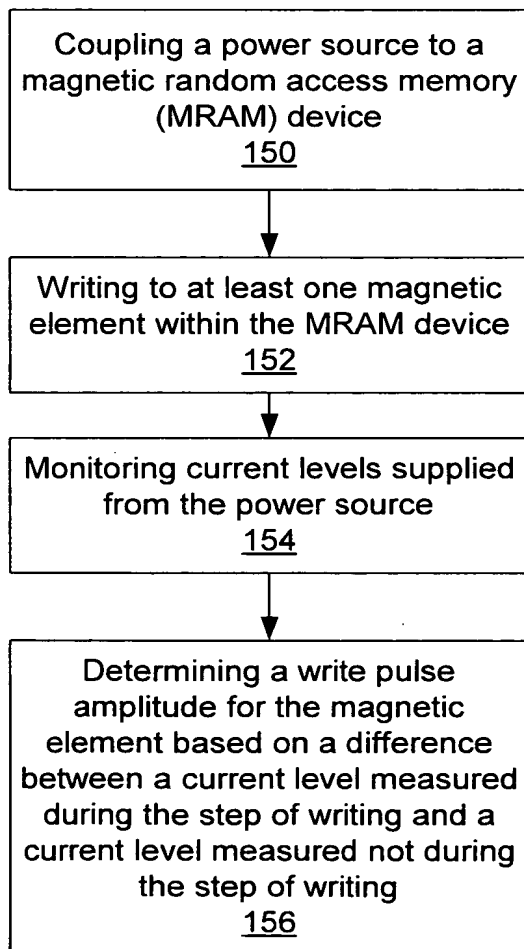 Coupling a power source to a
magnetic random access memory
(MRAM) device
150
Writing to at least one magnetic
element within the MRAM device
152
Monitoring current levels supplied
from the power source
154
Determining a write pulse
amplitude for the magnetic
element based on a difference
between a current level measured
during the step of writing and a
current level measured not during
the step of writing
156